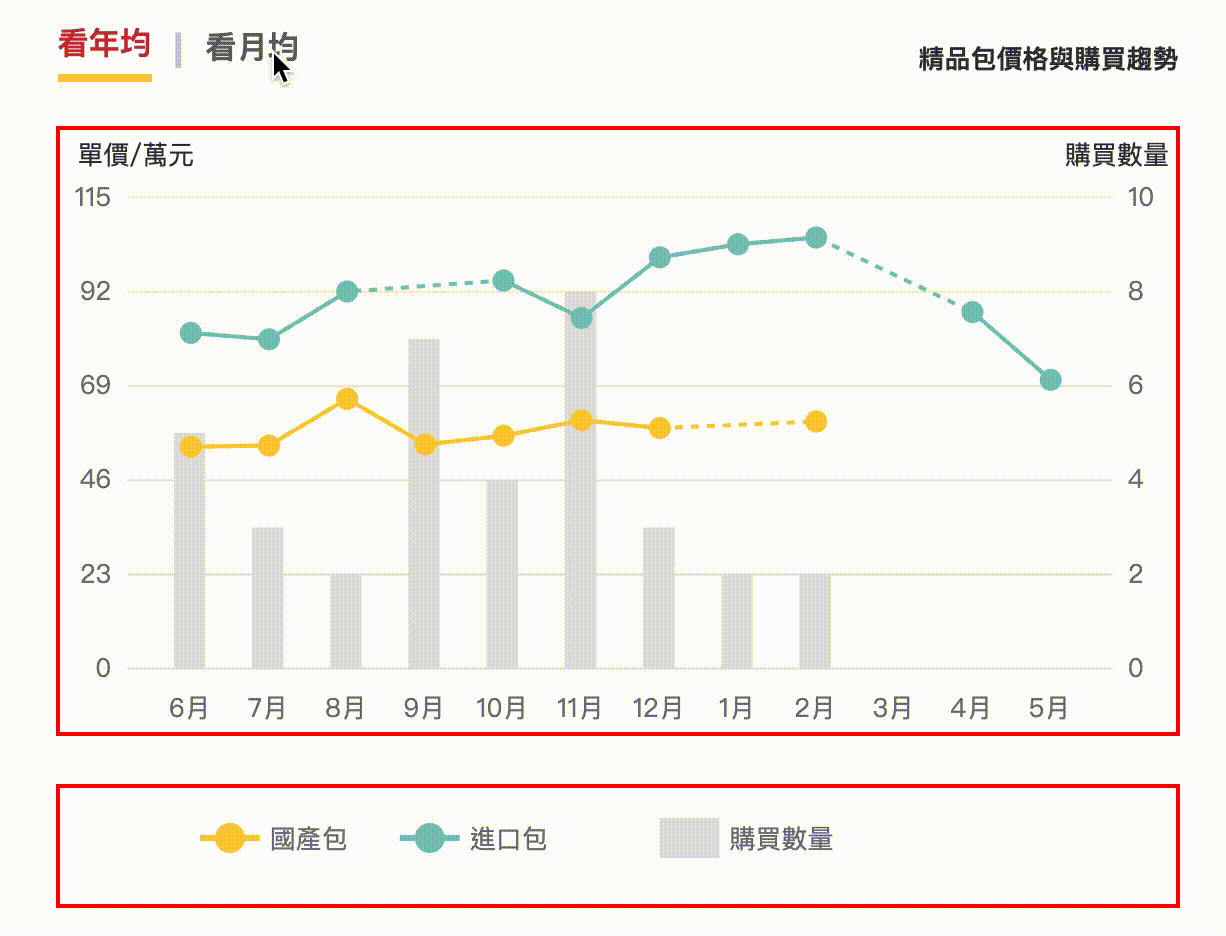 看年均 | 看月均
精品包價格與購買趨勢
單價/萬元 購買數量
115 10
92 8
69 6
46 4
23 2
0 0
6月 7月 8月 9月 10月 11月 12月 1月 2月 3月 4月 5月
國產包 進口包 購買數量